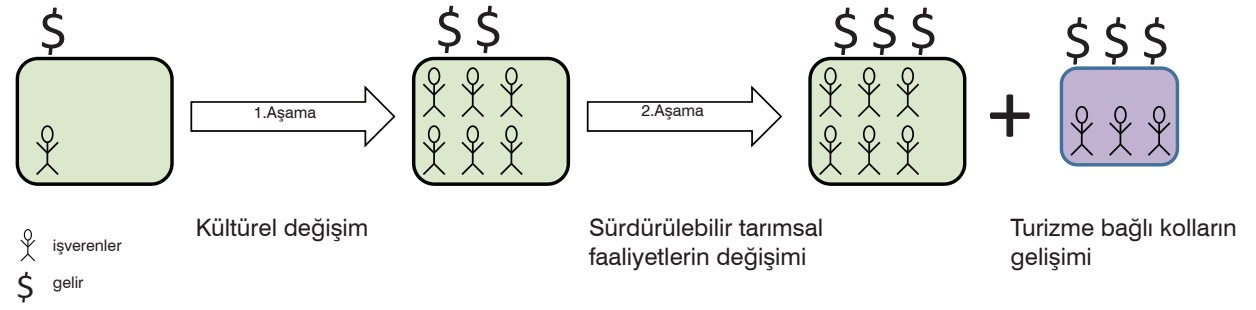 $
$ $
$ $ $
$ $ $
1.Aşama
2.Aşama
+
Kültürel değişim
Sürdürülebilir tarımsal
faaliyetlerin değişimi
Turizme bağlı kolların
gelişimi
işverenler
$ gelir